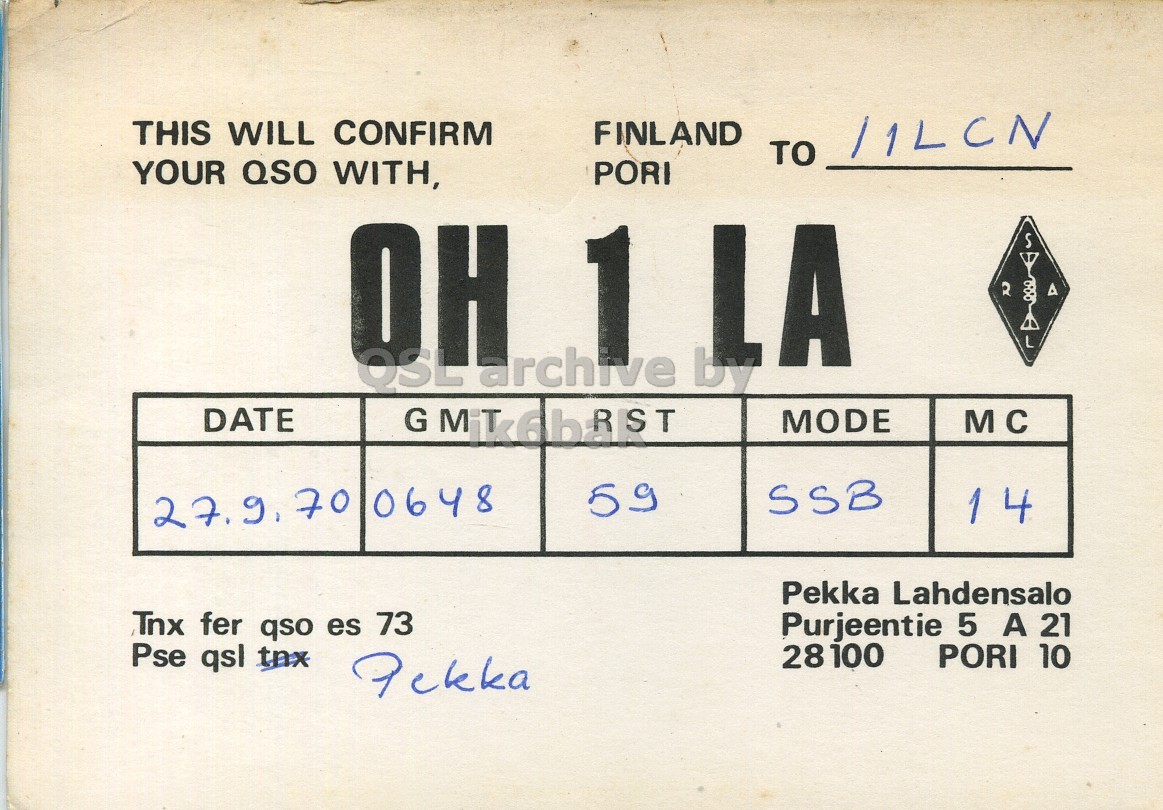 THIS WILL CONFIRM
YOUR QSO WITH,
FINLAND
PORI
TO I1LCN
OH 1 LA
S
R A
L
QSL archive by
ik6bak
DATE GMT RST MODE MC
27.9.70 0648 59 SSB 14
Tnx fer qso es 73
Pse qsl tnx
Pekka
Pekka Lahdensalo
Purjeentie 5 A 21
28100 PORI 10